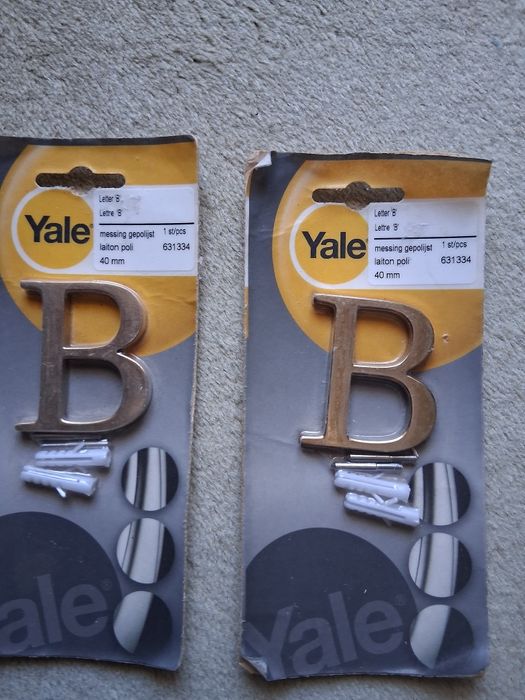 Yale®
Letter 'B'
Lettre 'B'
messing gepolijst 1 st/pcs
laiton poli 631334
40 mm
B
ale®
Yale®
Letter 'B'
Lettre 'B'
messing gepolijst 1 st/pcs
laiton poli 631334
40 mm
B
Yale®